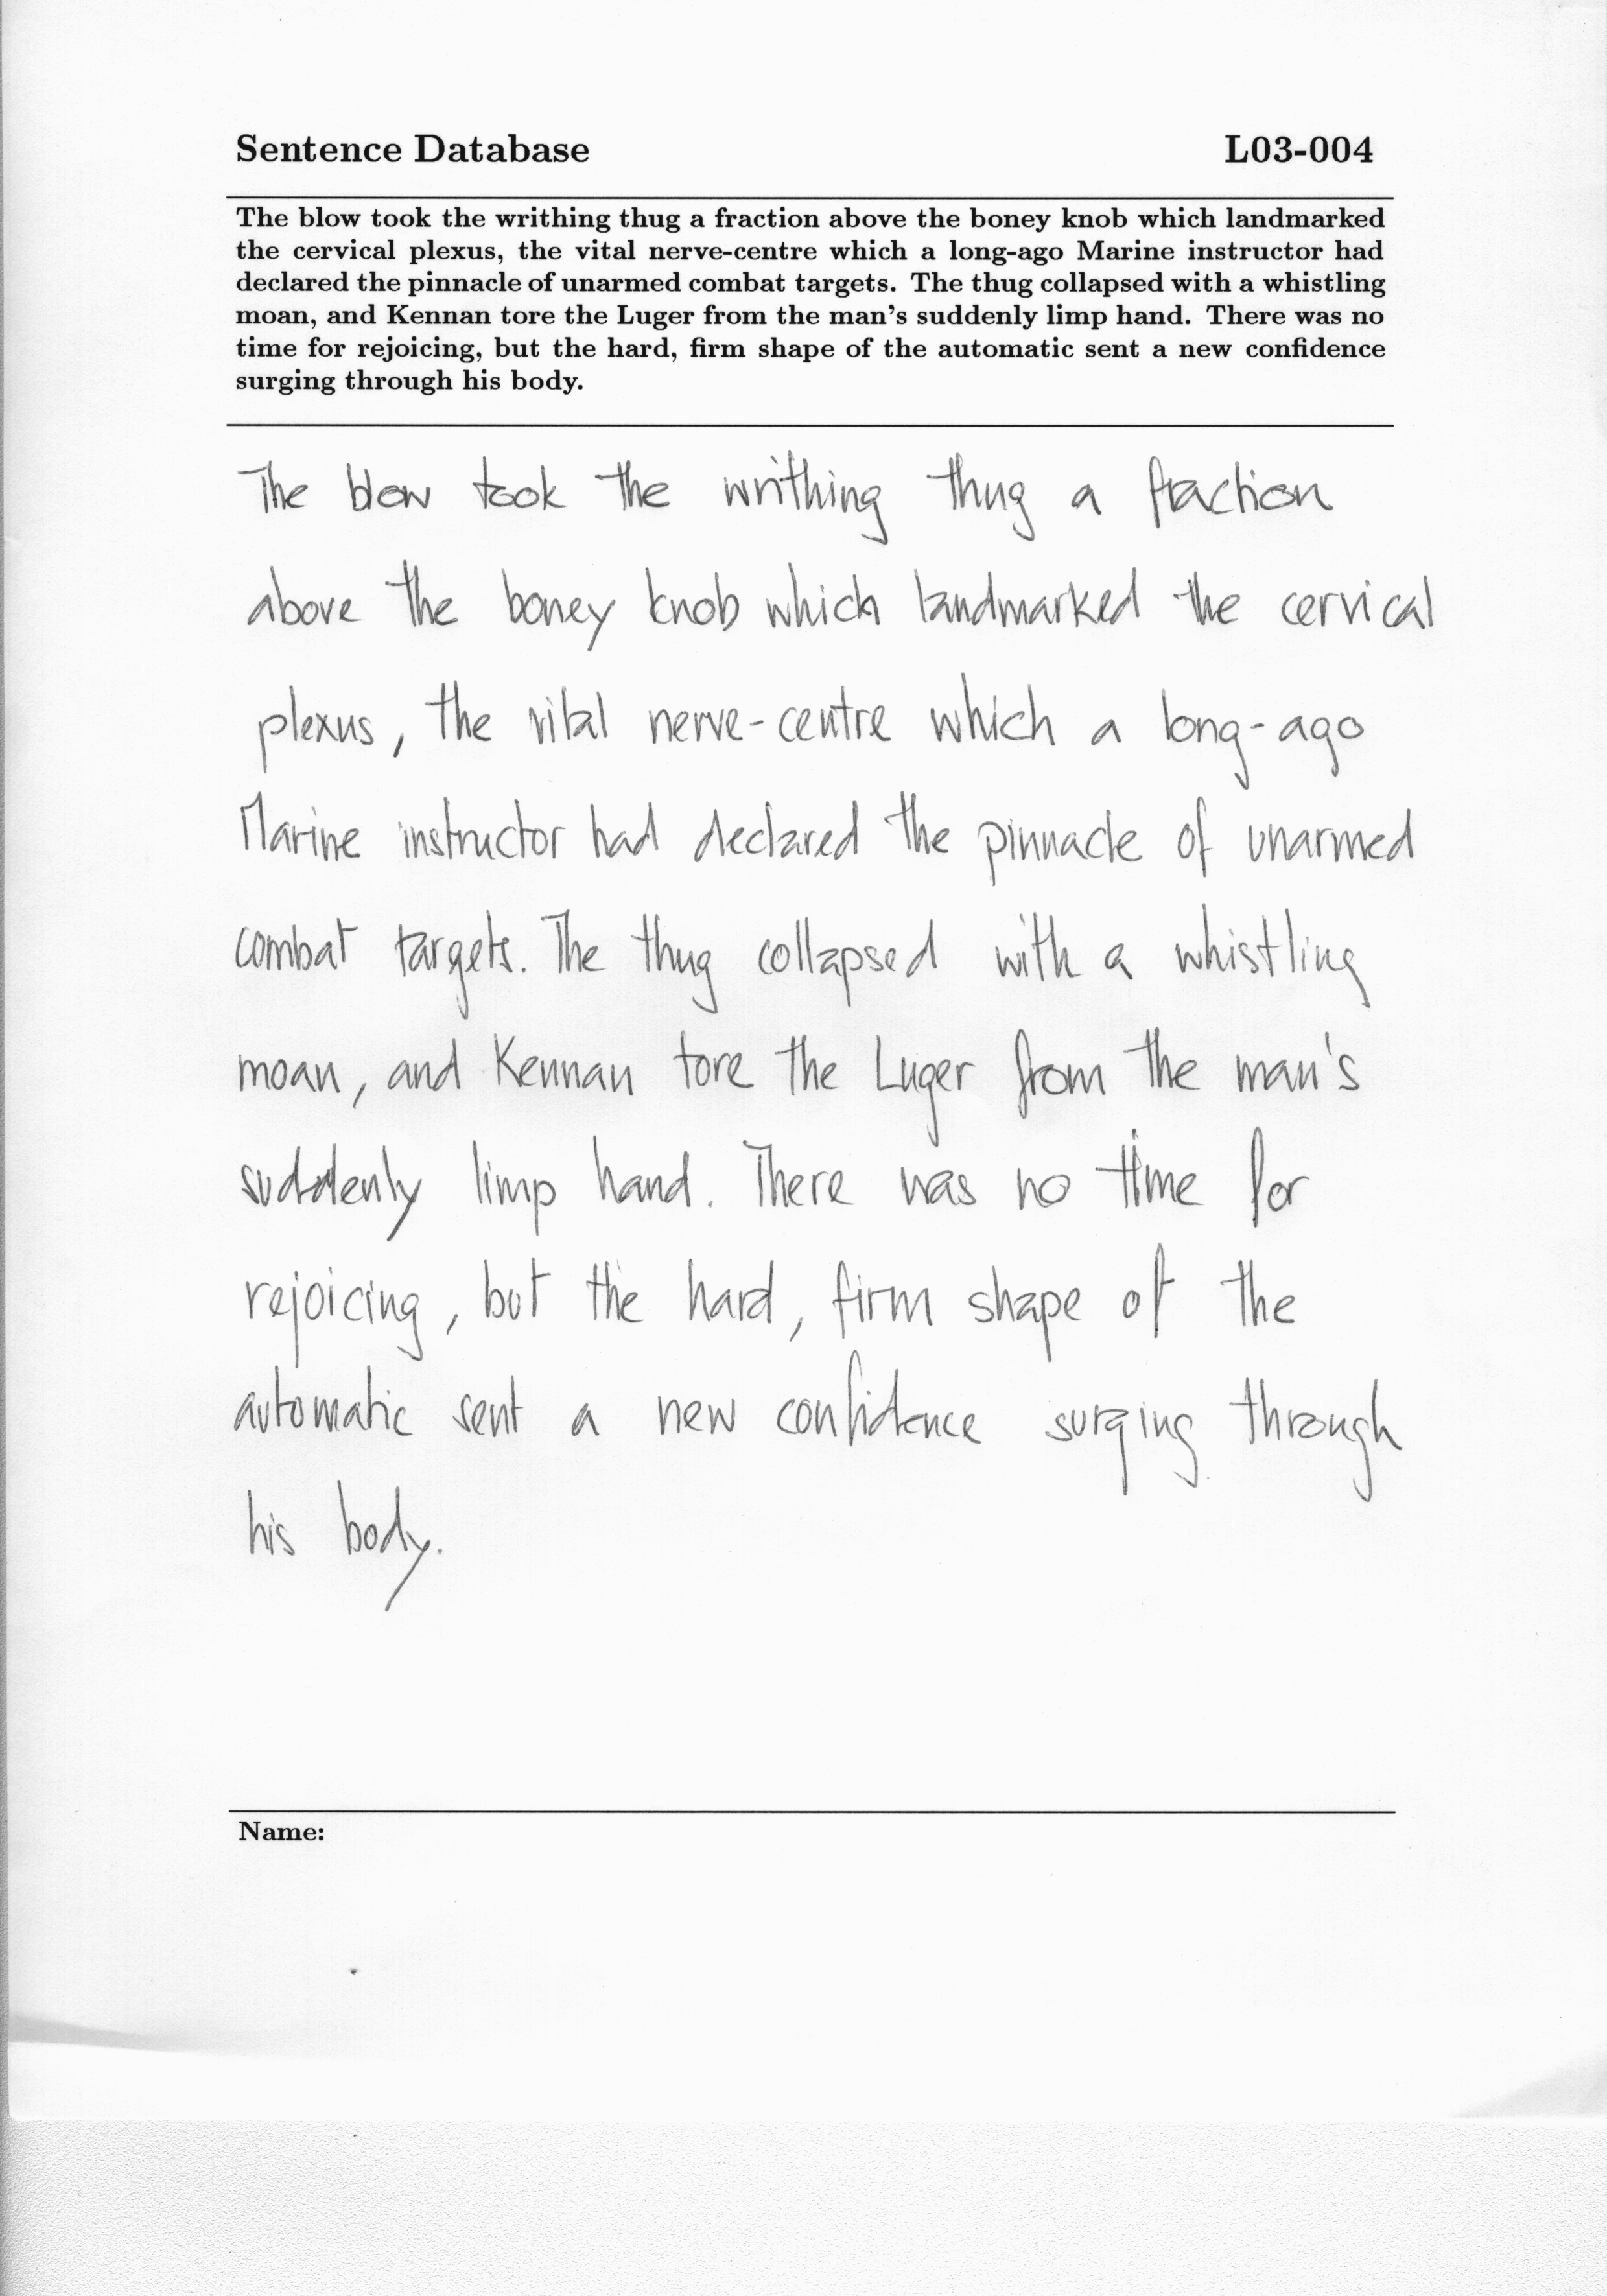 Sentence Database L03-004
The blow took the writhing thug a fraction above the boney knob which landmarked
the cervical plexus, the vital nerve-centre which a long-ago Marine instructor had
declared the pinnacle of unarmed combat targets. The thug collapsed with a whistling
moan, and Kennan tore the Luger from the man's suddenly limp hand. There was no
time for rejoicing, but the hard, firm shape of the automatic sent a new confidence
surging through his body.
The blow took the writhing thug a fraction
above the boney knob which landmarked the cervical
plexus, the vital nerve-centre which a long-ago
Marine instructor had declared the pinnacle of unarmed
combat targets. The thug collapsed with a whistling
moan, and Kennan tore the Luger from the man's
suddenly limp hand. There was no time for
rejoicing, but the hard, firm shape of the
automatic sent a new confidence surging through
his body.
Name: